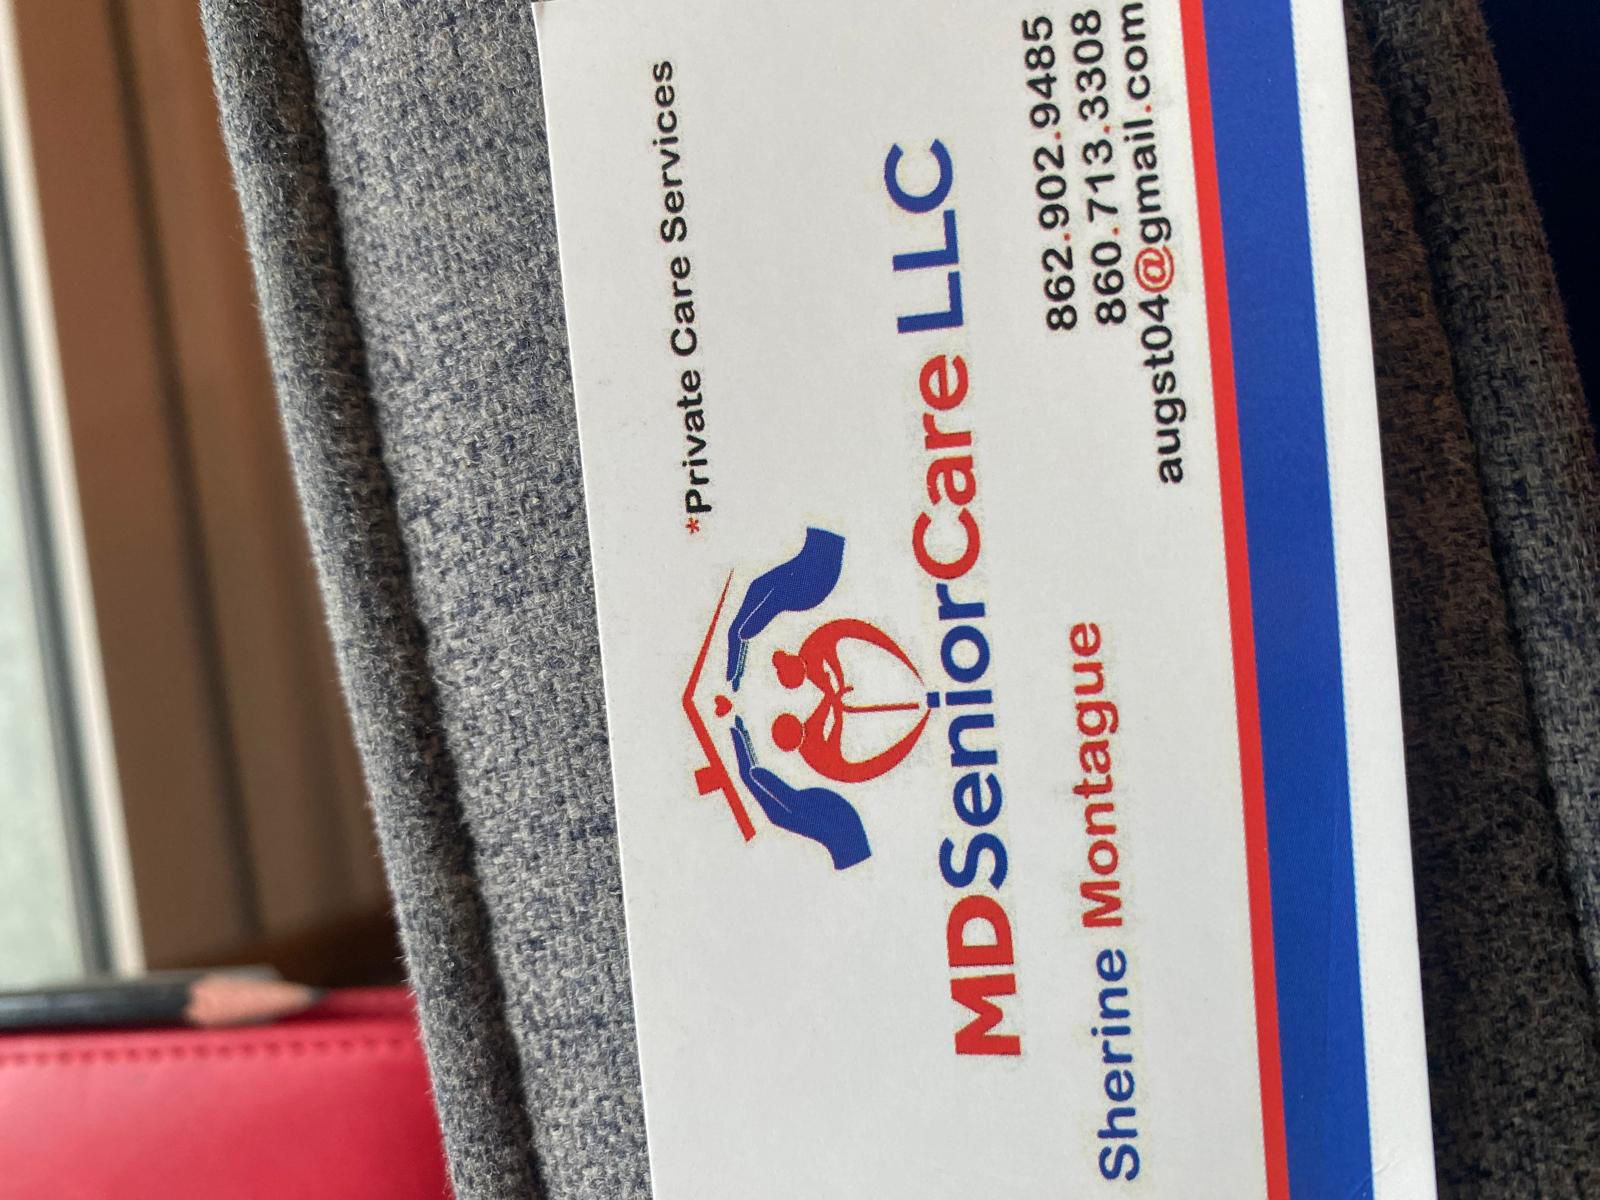 *Private Care Services
MDSeniorCare LLC
Sherine Montague
862.902.9485
860.713.3308
augst04@gmail.com